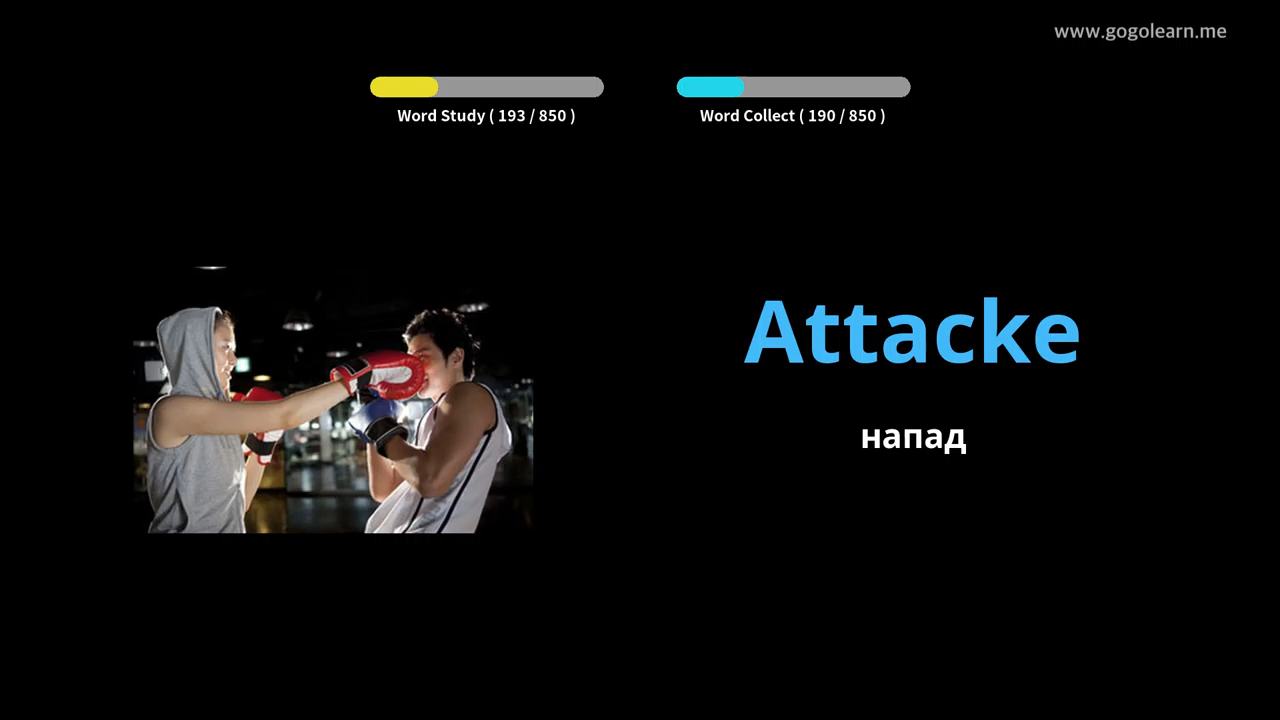 www.gogolearn.me
Word Study ( 193 / 850 )
Word Collect ( 190 / 850 )
Attacke
напад